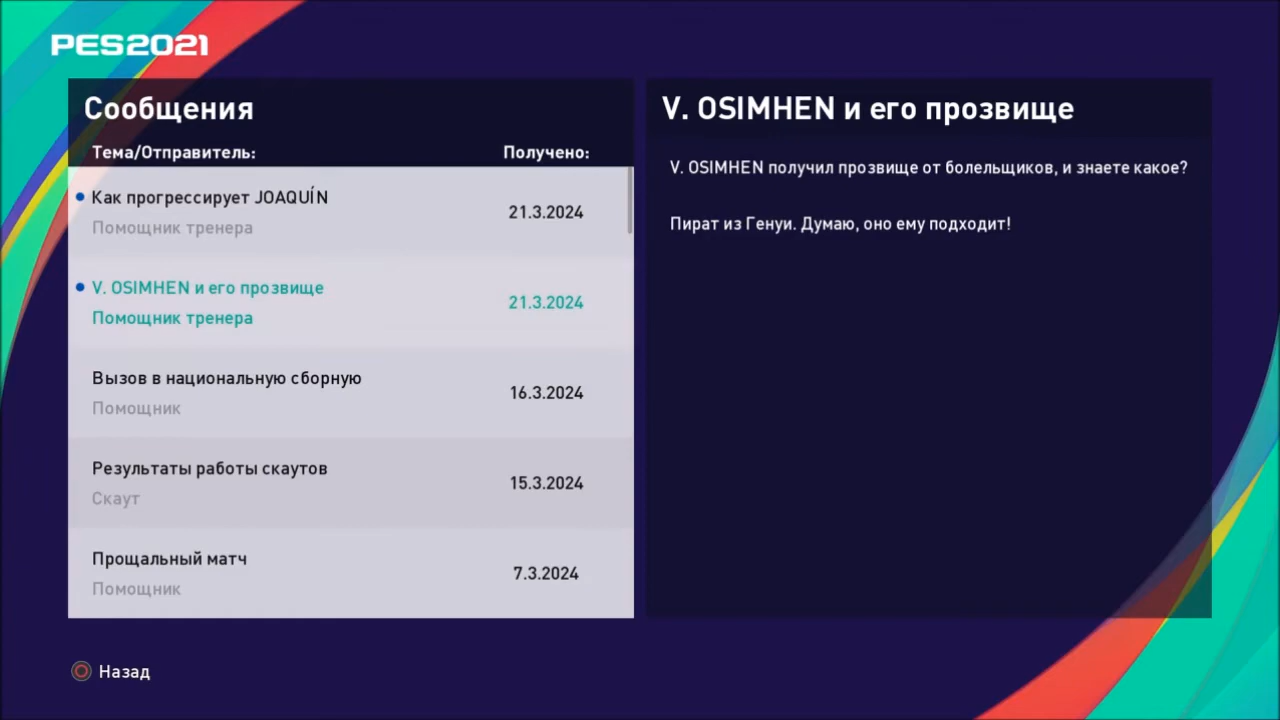 PES2021
Сообщения
Тема/Отправитель: Получено:
Как прогрессирует JOAQUÍN
Помощник тренера
21.3.2024
V. OSIMHEN и его прозвище
Помощник тренера
21.3.2024
Вызов в национальную сборную
Помощник
16.3.2024
Результаты работы скаутов
Скаут
15.3.2024
Прощальный матч
Помощник
7.3.2024
V. OSIMHEN и его прозвище
V. OSIMHEN получил прозвище от болельщиков, и знаете какое?
Пират из Генуи. Думаю, оно ему подходит!
Назад